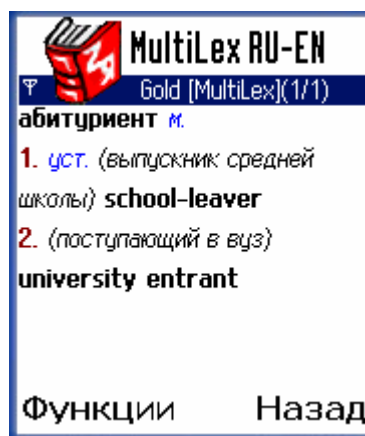 MultiLex RU-EN
Gold [MultiLex](1/1)
абитуриент м.
1. уст. (выпускник средней
школы) school-leaver
2. (поступающий в вуз)
university entrant
Функции Назад